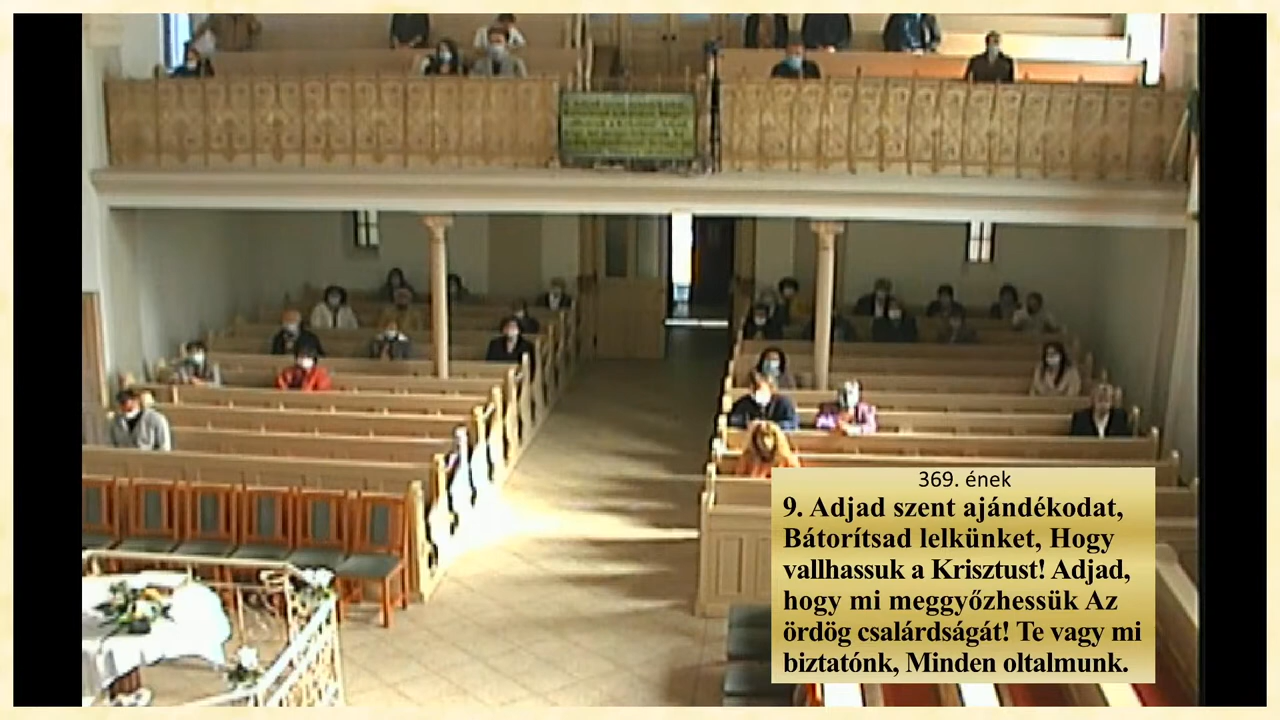 369. ének
9. Adjad szent ajándékodat,
Bátorítsad lelkünket, Hogy
vallhassuk a Krisztust! Adjad,
hogy mi meggyőzhessük Az
ördög csalárdságát! Te vagy mi
biztatónk, Minden oltalmunk.